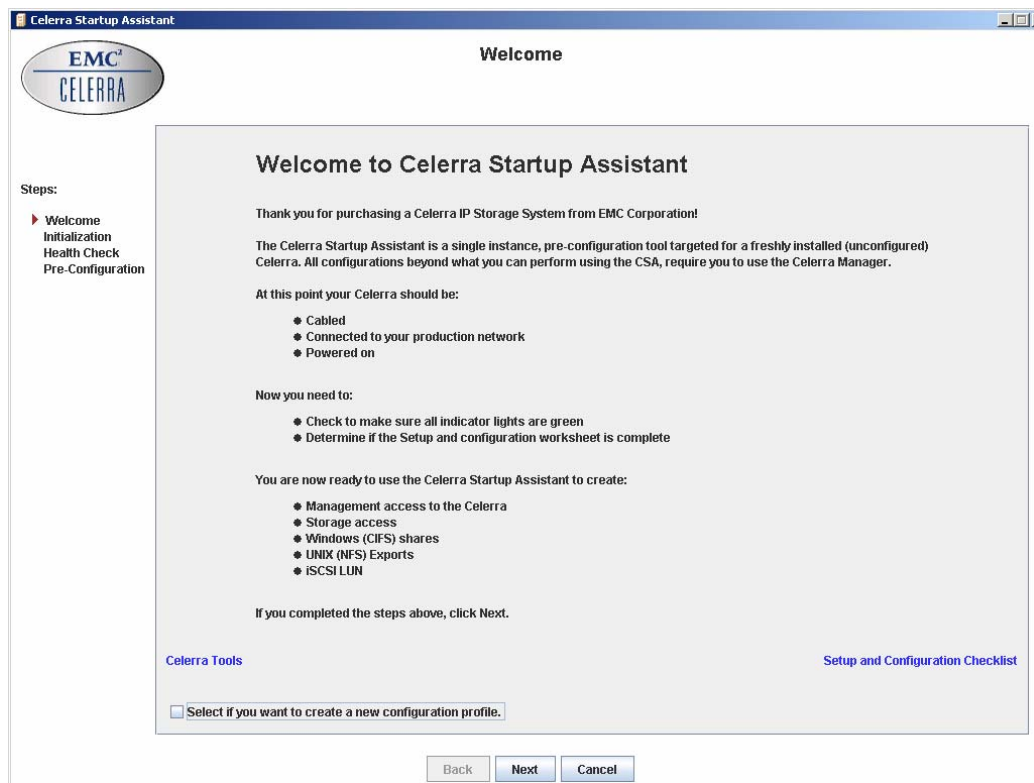 Celerra Startup Assistant
EMC²
CELERRA
Welcome
Steps:
Welcome
Initialization
Health Check
Pre-Configuration
Welcome to Celerra Startup Assistant
Thank you for purchasing a Celerra IP Storage System from EMC Corporation!
The Celerra Startup Assistant is a single instance, pre-configuration tool targeted for a freshly installed (unconfigured)
Celerra. All configurations beyond what you can perform using the CSA, require you to use the Celerra Manager.
At this point your Celerra should be:
Cabled
Connected to your production network
Powered on
Now you need to:
Check to make sure all indicator lights are green
Determine if the Setup and configuration worksheet is complete
You are now ready to use the Celerra Startup Assistant to create:
Management access to the Celerra
Storage access
Windows (CIFS) shares
UNIX (NFS) Exports
iSCSI LUN
If you completed the steps above, click Next.
Celerra Tools
Setup and Configuration Checklist
Select if you want to create a new configuration profile.
Back
Next
Cancel